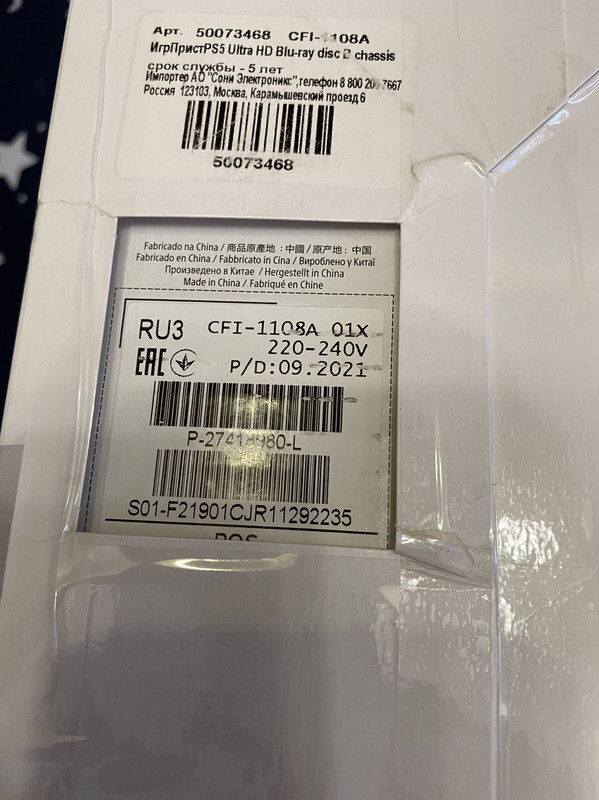 Арт. 50073468 CFI-1108A
ИгрПристPS5 Ultra HD Blu-ray disc B chassis
срок службы - 5 лет
Импортер АО "Сони Электроникс",телефон 8 800 200 7667
Россия 123103, Москва, Карамышевский проезд 6
50073468
Fabricado na China / 商品原產地 : 中國 / 原产地 : 中国
Fabricado en China / Fabbricato in Cina / Вироблено у Китаї
Произведено в Китае / Hergestellt in China
Made in China / Fabriqué en Chine
RU3 CFI-1108A 01X
220-240V
EAC P/D:09.2021
P-27418980-L
S01-F21901CJR11292235